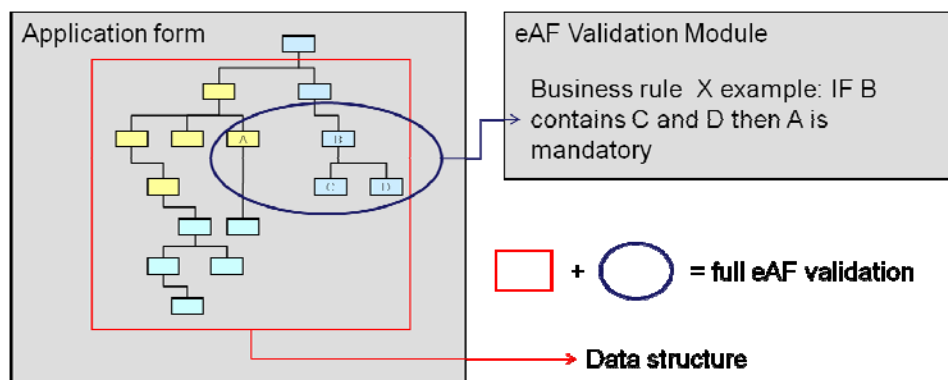 Application form
A
B
C D
eAF Validation Module
Business rule X example: IF B
contains C and D then A is
mandatory
+ = full eAF validation
Data structure